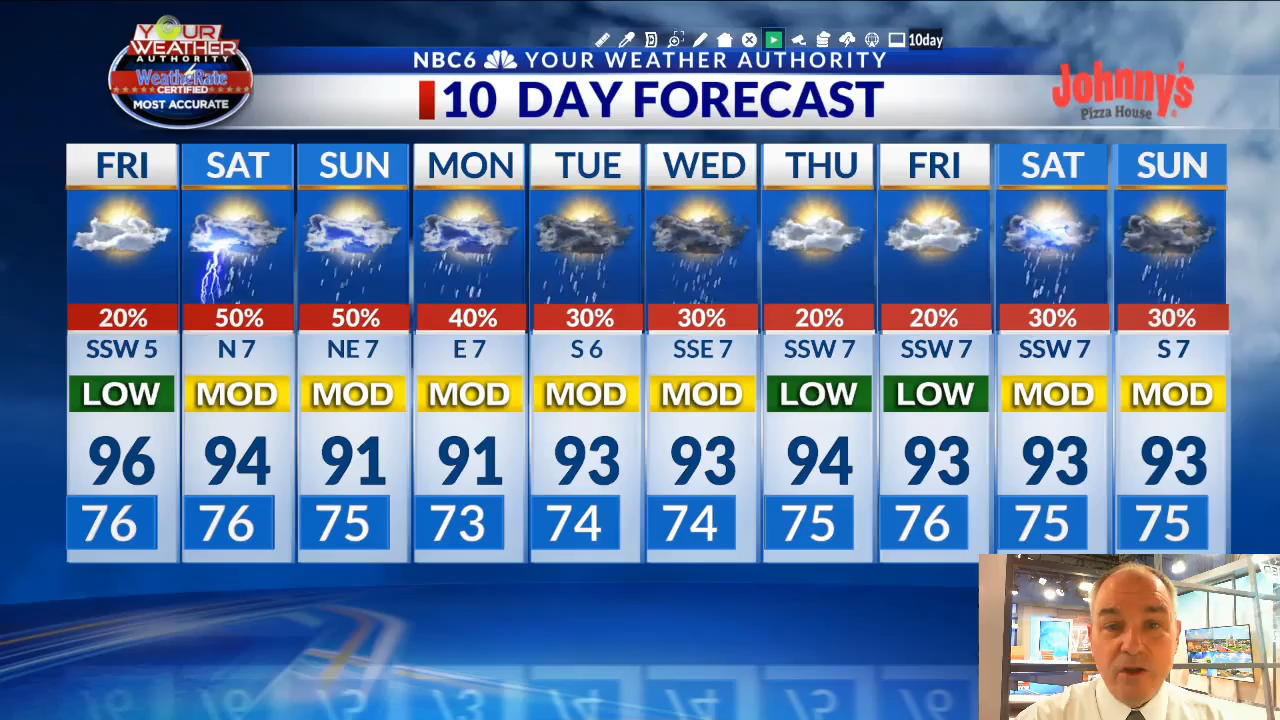 YOUR
WEATHER
AUTHORITY
WeatheRate
CERTIFIED
MOST ACCURATE
10day
NBC6 YOUR WEATHER AUTHORITY
10 DAY FORECAST
Johnny's
Pizza House
FRI SAT SUN MON TUE WED THU FRI SAT SUN
20% 50% 50% 40% 30% 30% 20% 20% 30% 30%
SSW 5 N 7 NE 7 E 7 S 6 SSE 7 SSW 7 SSW 7 SSW 7 S 7
LOW MOD MOD MOD MOD MOD LOW LOW MOD MOD
96 94 91 91 93 93 94 93 93 93
76 76 75 73 74 74 75 76 75 75